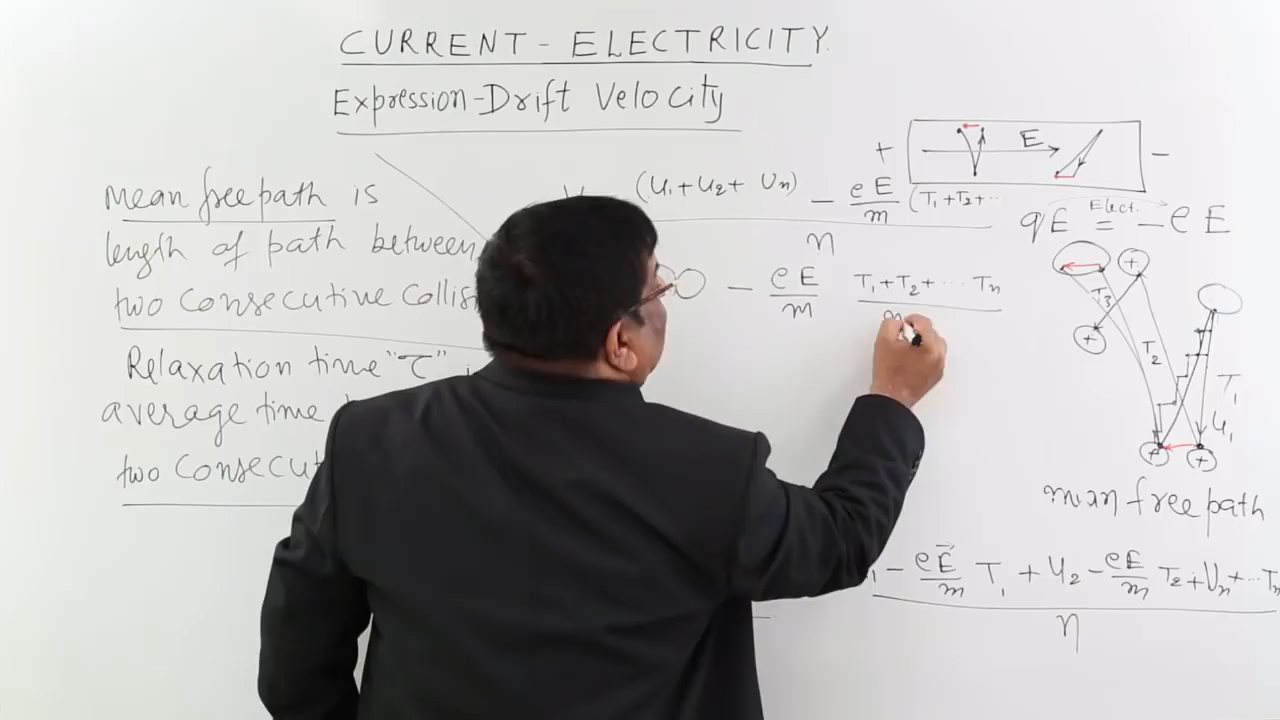 CURRENT - ELECTRICITY
Expression-Drift Velocity
Mean free path is
length of path between
two consecutive collis
Relaxation time "τ" i
average time
two consecut
(U1+U2+ Un) - eE/m (T1+T2+...
n
0 - eE/m T1+T2+... Tn
n
+ E -
Elect.
qE = -eE
+
+
T3
T2
T1
U1
+ +
mean free path
1 - eE⃗/m T1 + U2 - eE/m T2+Un+...Tn
n